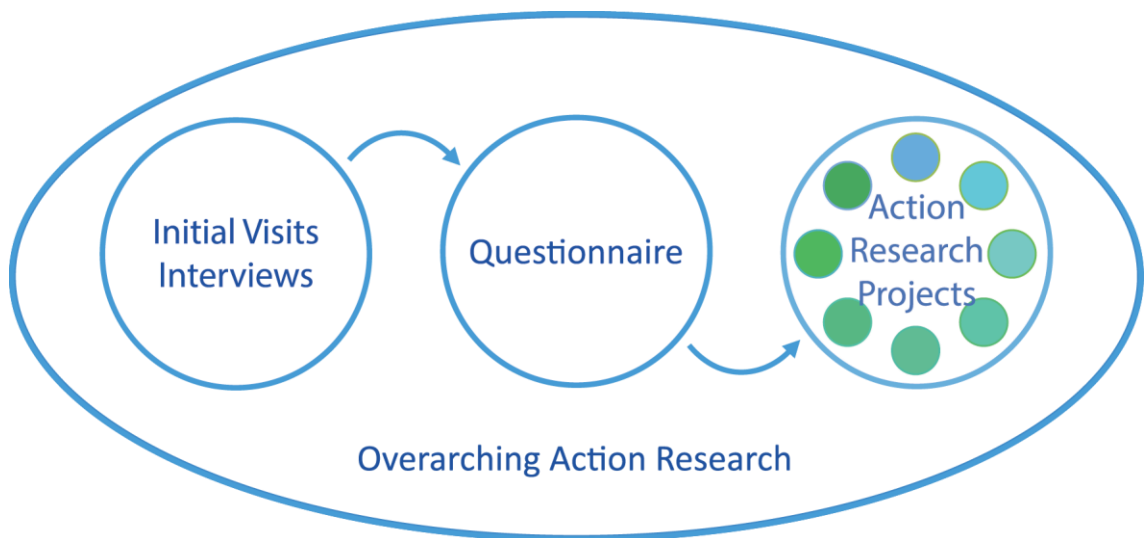 Initial Visits
Interviews
Questionnaire
Action
Research
Projects
Overarching Action Research